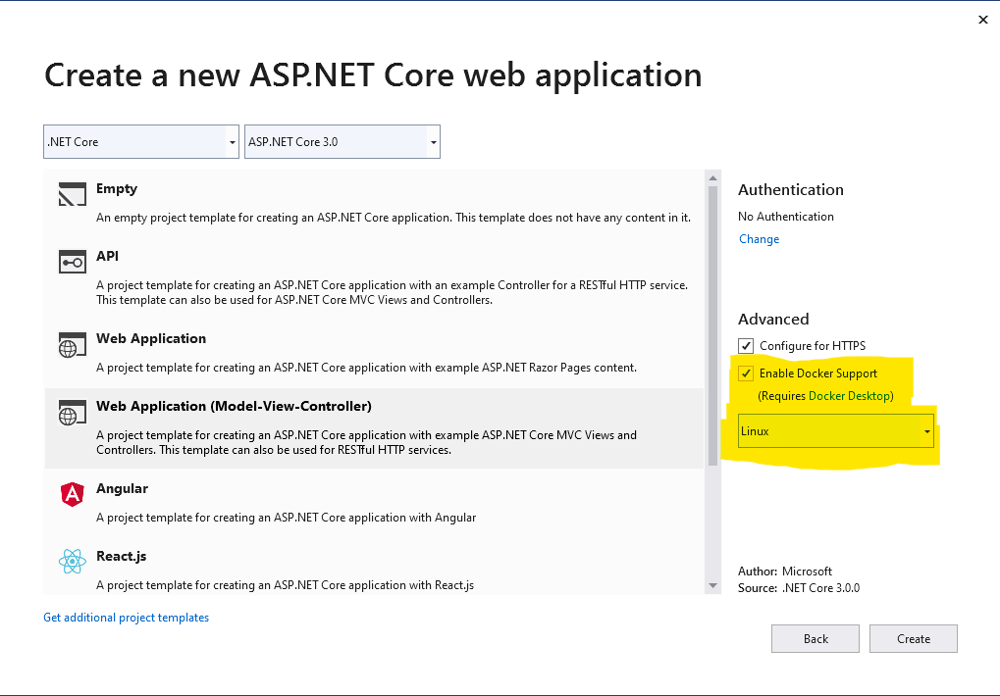 Create a new ASP.NET Core web application
.NET Core
ASP.NET Core 3.0
Empty
An empty project template for creating an ASP.NET Core application. This template does not have any content in it.
API
A project template for creating an ASP.NET Core application with an example Controller for a RESTful HTTP service.
This template can also be used for ASP.NET Core MVC Views and Controllers.
Web Application
A project template for creating an ASP.NET Core application with example ASP.NET Razor Pages content.
Web Application (Model-View-Controller)
A project template for creating an ASP.NET Core application with example ASP.NET Core MVC Views and
Controllers. This template can also be used for RESTful HTTP services.
Angular
A project template for creating an ASP.NET Core application with Angular
React.js
A project template for creating an ASP.NET Core application with React.js
Get additional project templates
Authentication
No Authentication
Change
Advanced
Configure for HTTPS
Enable Docker Support
(Requires Docker Desktop)
Linux
Author: Microsoft
Source: .NET Core 3.0.0
Back
Create